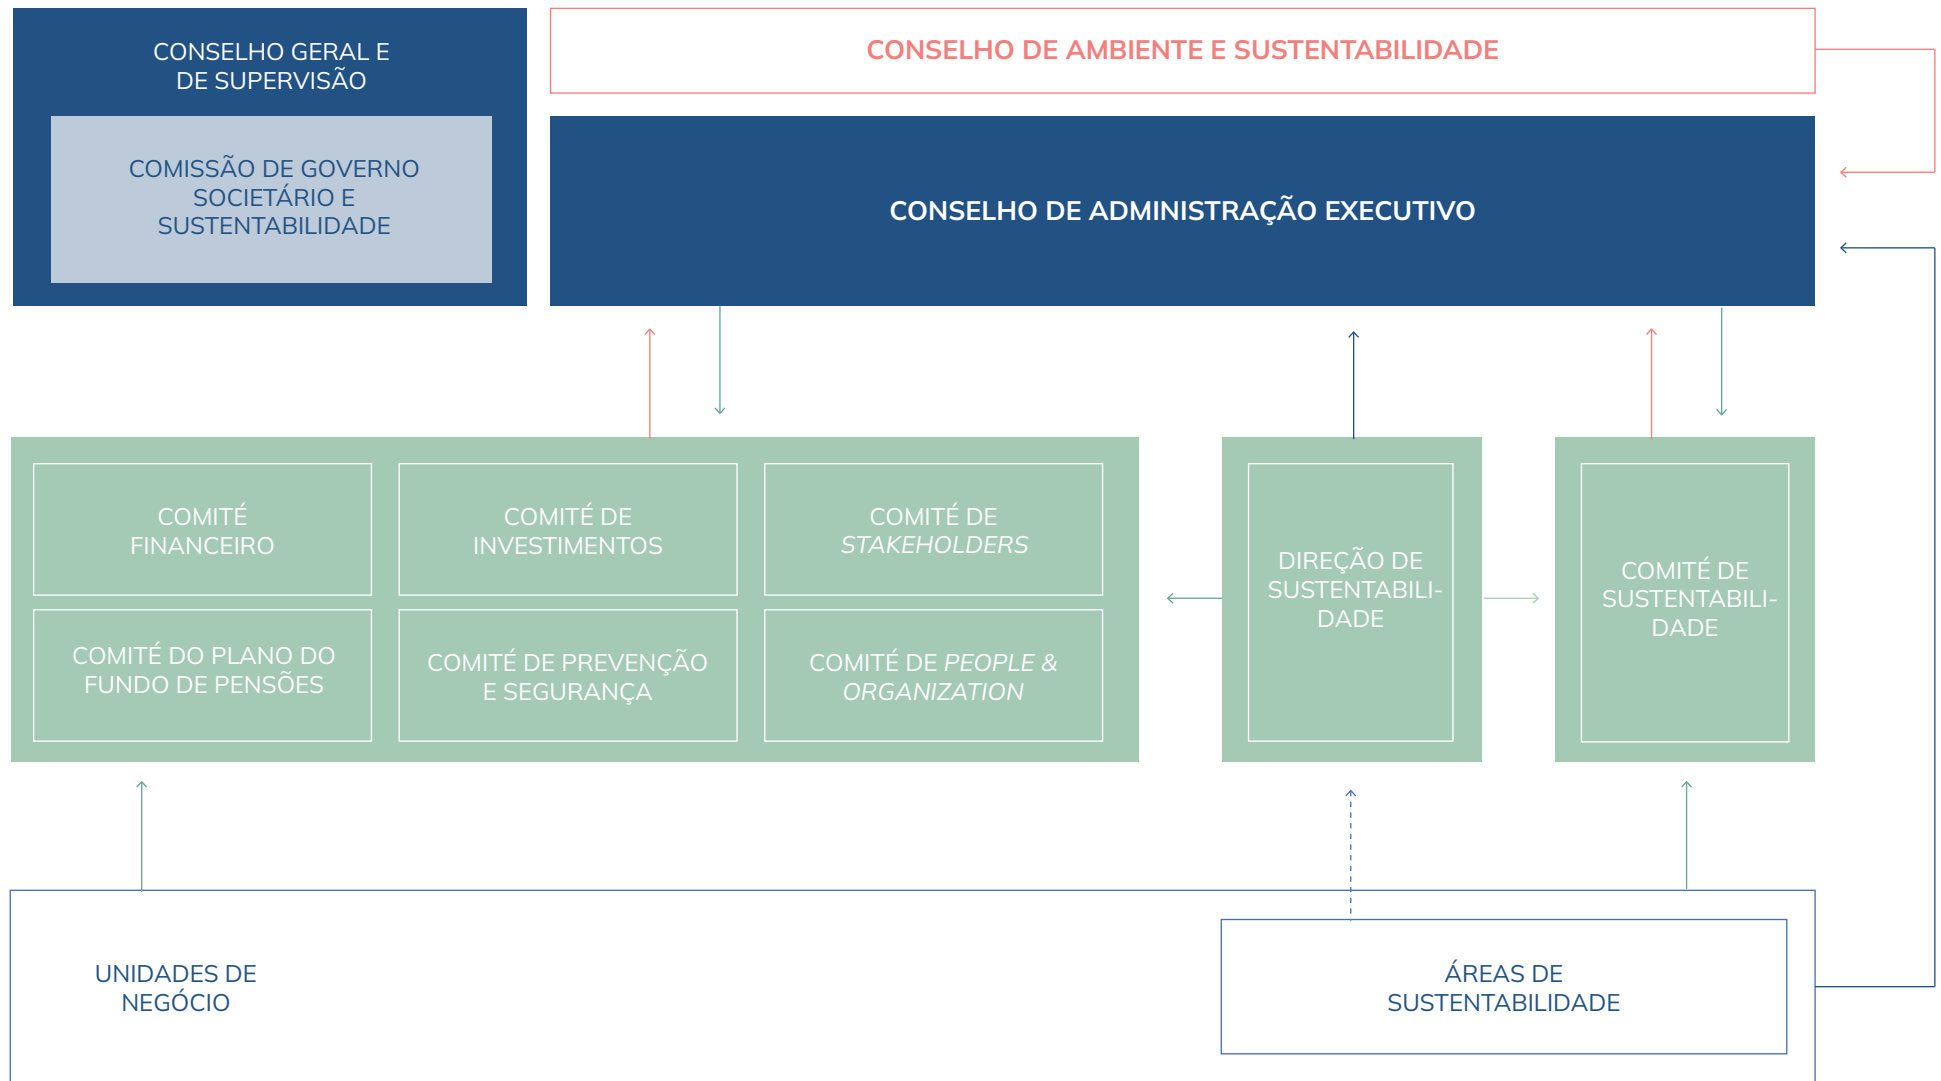 CONSELHO GERAL E
DE SUPERVISÃO
COMISSÃO DE GOVERNO
SOCIETÁRIO E
SUSTENTABILIDADE
CONSELHO DE AMBIENTE E SUSTENTABILIDADE
CONSELHO DE ADMINISTRAÇÃO EXECUTIVO
COMITÉ
FINANCEIRO
COMITÉ DE
INVESTIMENTOS
COMITÉ DE
STAKEHOLDERS
COMITÉ DO PLANO DO
FUNDO DE PENSÕES
COMITÉ DE PREVENÇÃO
E SEGURANÇA
COMITÉ DE PEOPLE &
ORGANIZATION
DIREÇÃO DE
SUSTENTABILI-
DADE
COMITÉ DE
SUSTENTABILI-
DADE
UNIDADES DE
NEGÓCIO
ÁREAS DE
SUSTENTABILIDADE